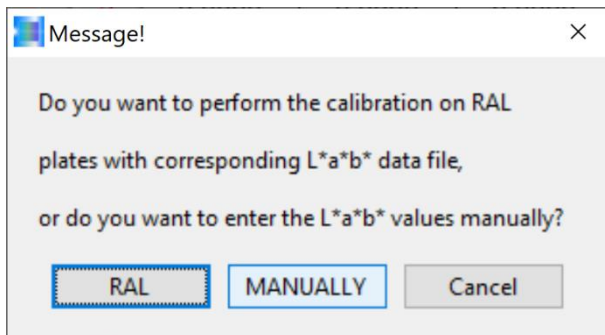 Message!
Do you want to perform the calibration on RAL
plates with corresponding L*a*b* data file,
or do you want to enter the L*a*b* values manually?
RAL MANUALLY Cancel